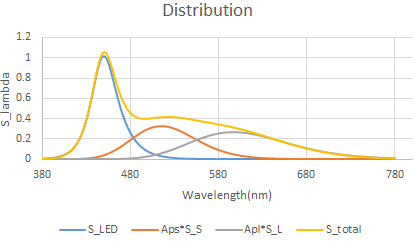 Distribution
1.2
1
0.8
0.6
0.4
0.2
0
S_lambda
380 480 580 680 780
Wavelength(nm)
S_LED Aps*S_S Apl*S_L S_total